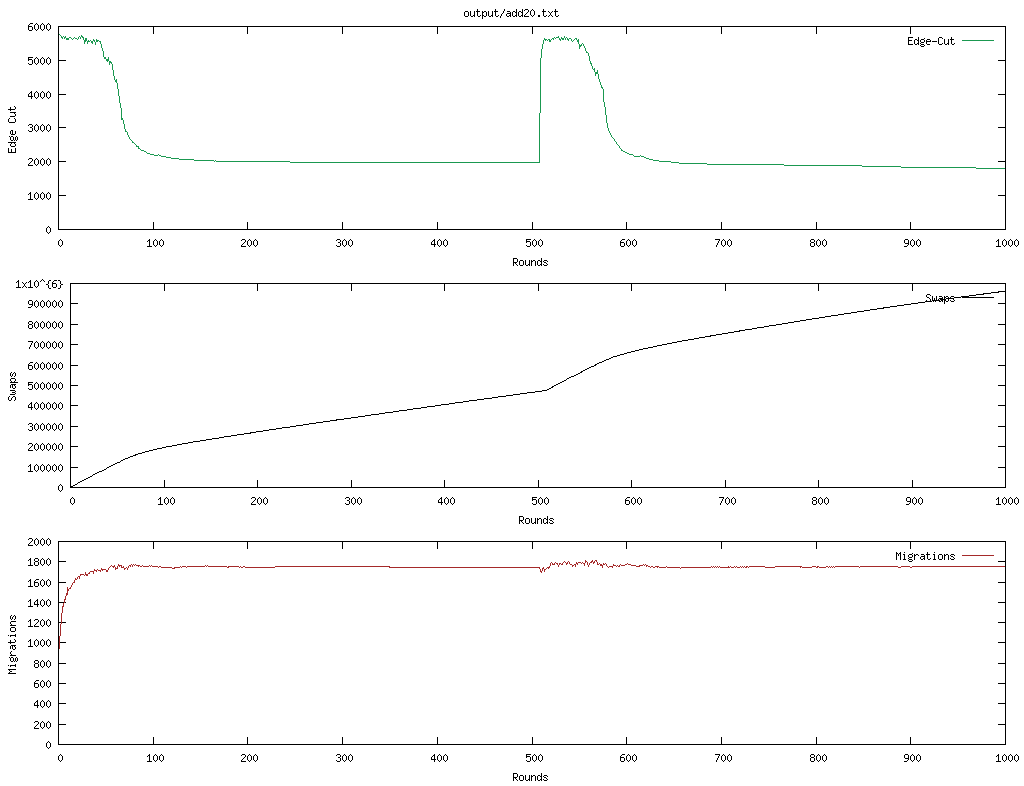 output/add20.txt
6000
5000
4000
3000
2000
1000
0
Edge Cut
Edge-Cut
0 100 200 300 400 500 600 700 800 900 1000
Rounds
1x10^{6}
900000
800000
700000
600000
500000
400000
300000
200000
100000
0
Swaps
Swaps
0 100 200 300 400 500 600 700 800 900 1000
Rounds
2000
1800
1600
1400
1200
1000
800
600
400
200
0
Migrations
Migrations
0 100 200 300 400 500 600 700 800 900 1000
Rounds